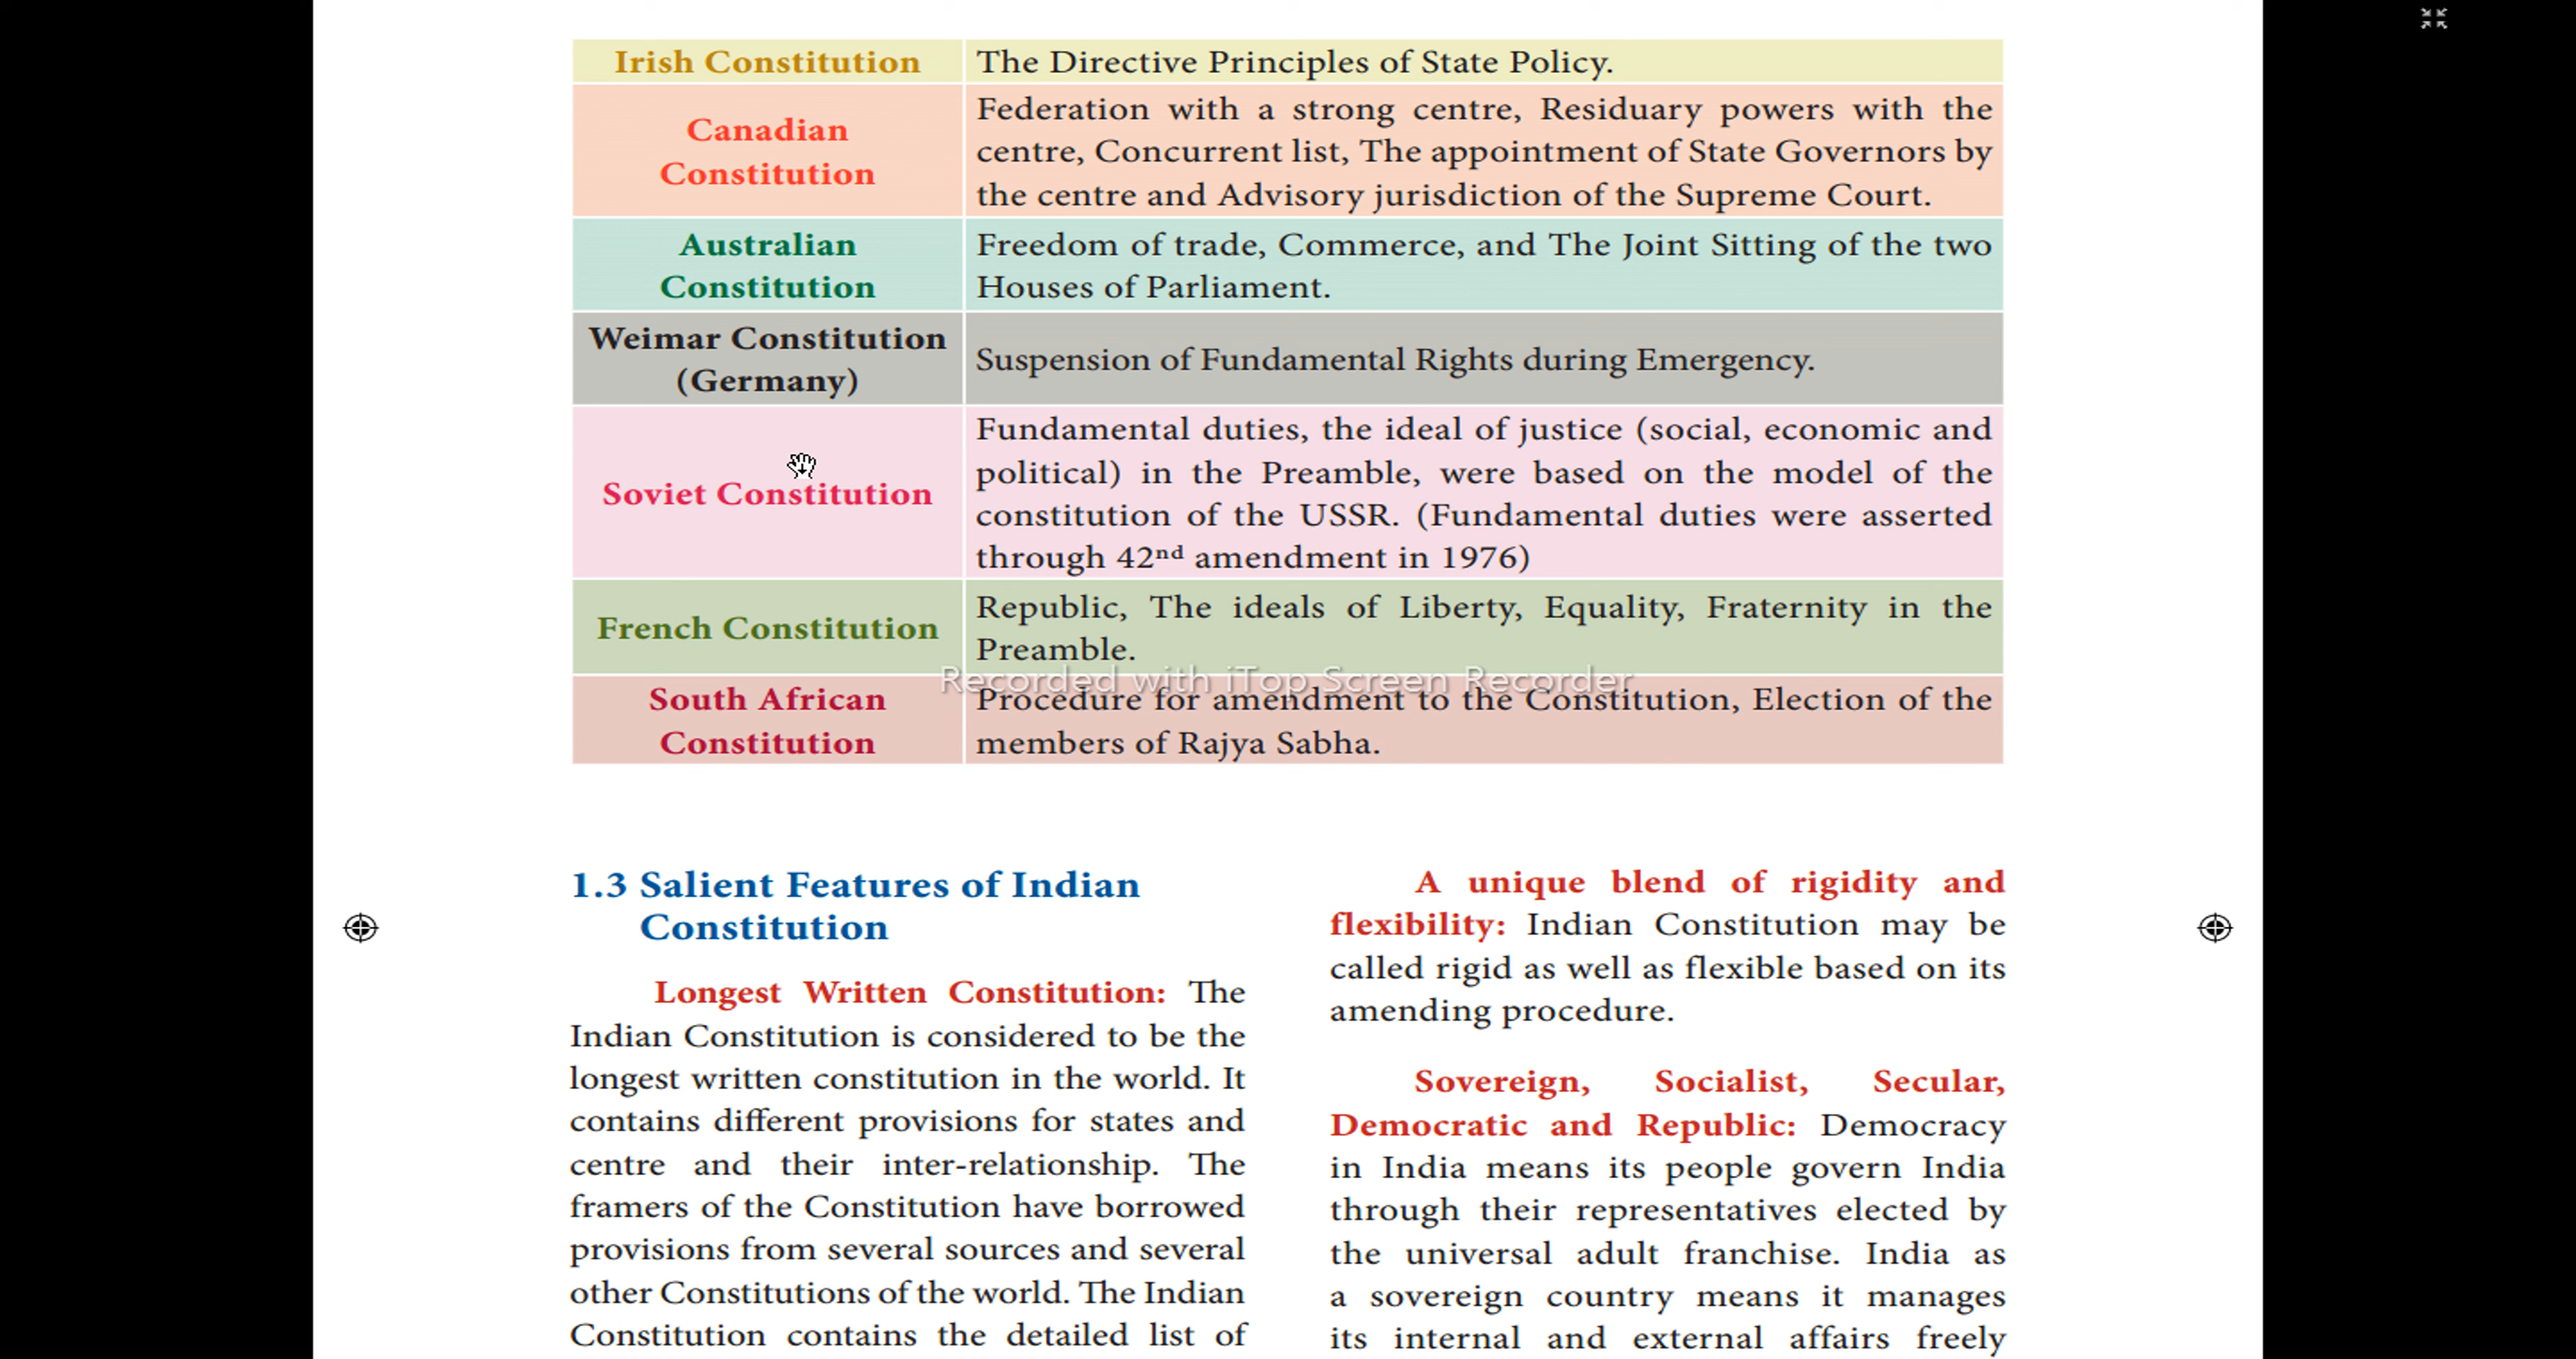 Irish Constitution
The Directive Principles of State Policy.
Canadian
Constitution
Federation with a strong centre, Residuary powers with the
centre, Concurrent list, The appointment of State Governors by
the centre and Advisory jurisdiction of the Supreme Court.
Australian
Constitution
Freedom of trade, Commerce, and The Joint Sitting of the two
Houses of Parliament.
Weimar Constitution
(Germany)
Suspension of Fundamental Rights during Emergency.
Soviet Constitution
Fundamental duties, the ideal of justice (social, economic and
political) in the Preamble, were based on the model of the
constitution of the USSR. (Fundamental duties were asserted
through 42nd amendment in 1976)
French Constitution
Republic, The ideals of Liberty, Equality, Fraternity in the
Preamble.
Recorded with iTop Screen Recorder
South African
Constitution
Procedure for amendment to the Constitution, Election of the
members of Rajya Sabha.
1.3 Salient Features of Indian
Constitution
Longest Written Constitution: The
Indian Constitution is considered to be the
longest written constitution in the world. It
contains different provisions for states and
centre and their inter-relationship. The
framers of the Constitution have borrowed
provisions from several sources and several
other Constitutions of the world. The Indian
Constitution contains the detailed list of
A unique blend of rigidity and
flexibility: Indian Constitution may be
called rigid as well as flexible based on its
amending procedure.
Sovereign, Socialist, Secular,
Democratic and Republic: Democracy
in India means its people govern India
through their representatives elected by
the universal adult franchise. India as
a sovereign country means it manages
its internal and external affairs freely